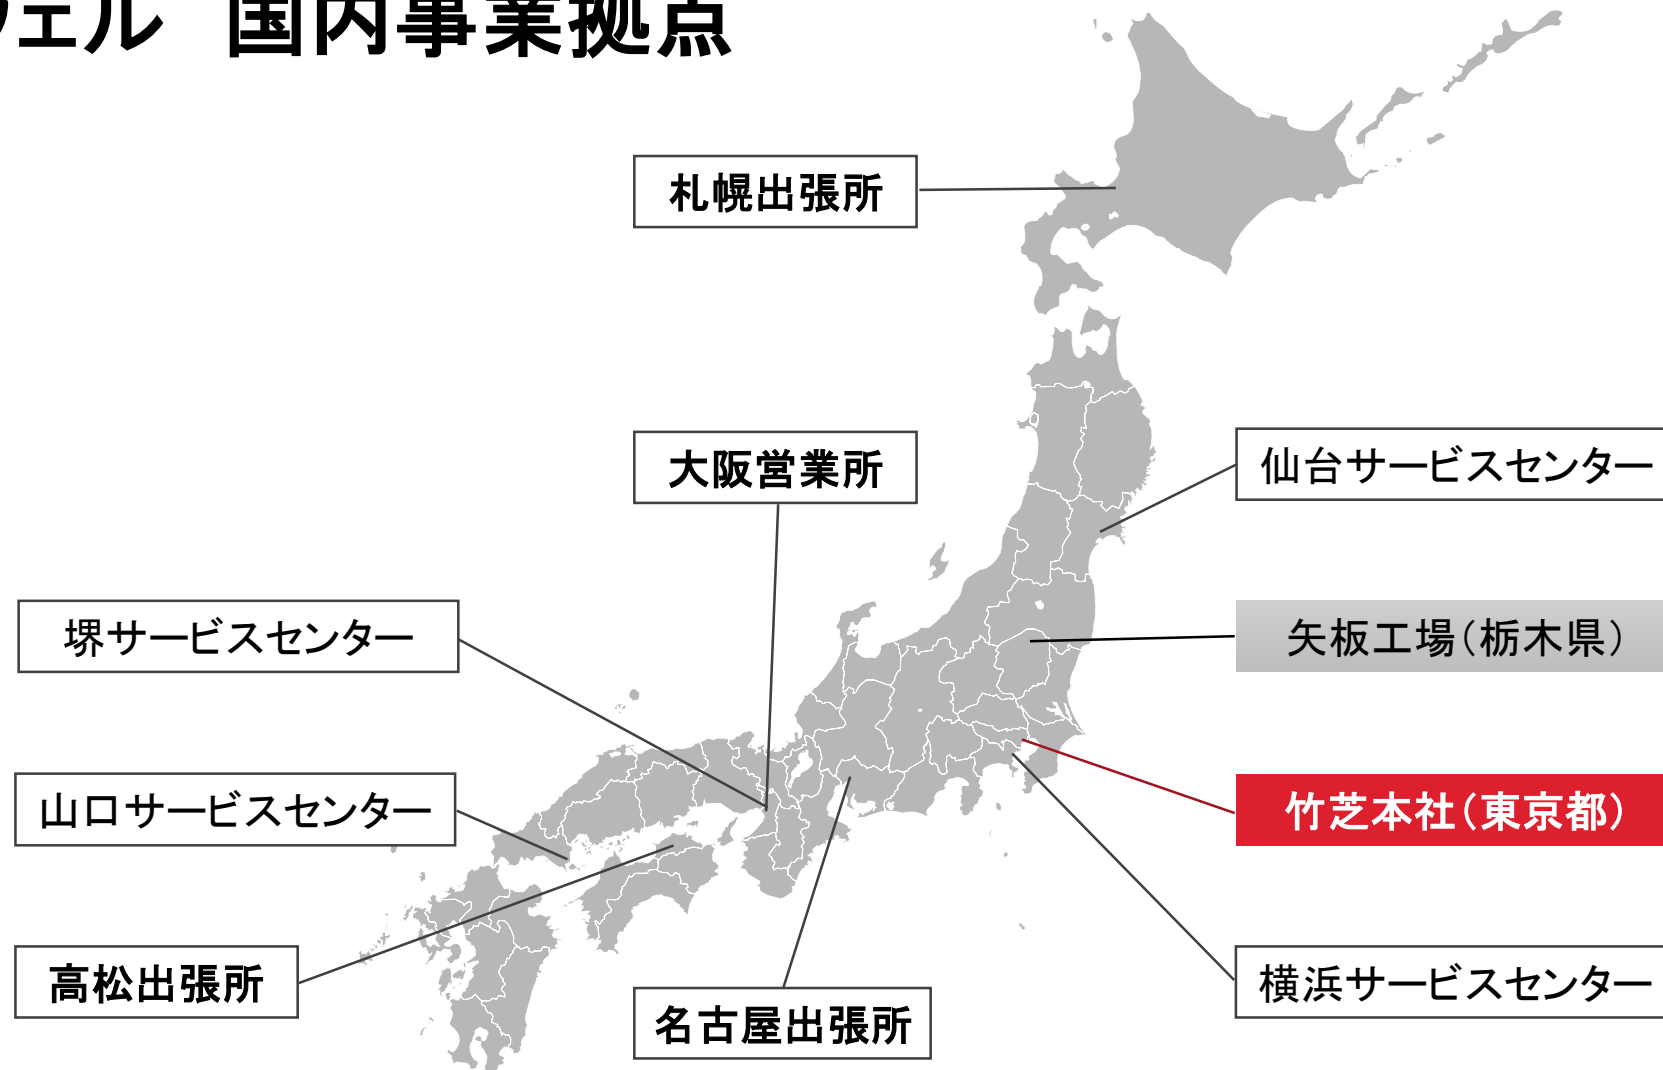 ウェル 国内事業拠点
札幌出張所
大阪営業所
仙台サービスセンター
堺サービスセンター
矢板工場(栃木県)
山口サービスセンター
竹芝本社(東京都)
高松出張所
名古屋出張所
横浜サービスセンター